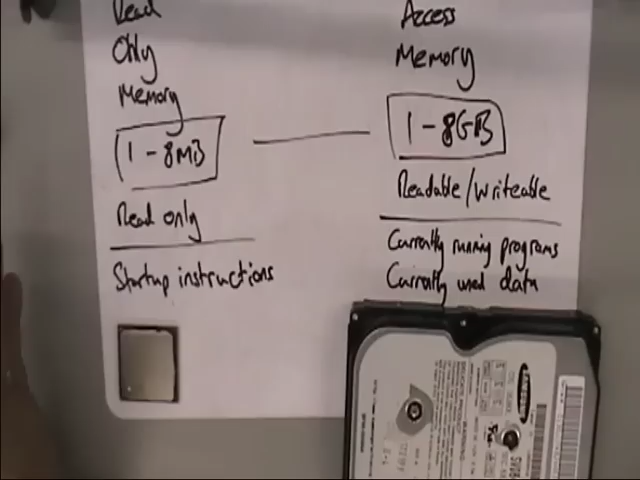 Read
Only
Memory
1-8MB
Read only
Startup instructions
Access
Memory
1-8GB
Readable/Writeable
Currently running programs
Currently used data
SAMSUNG